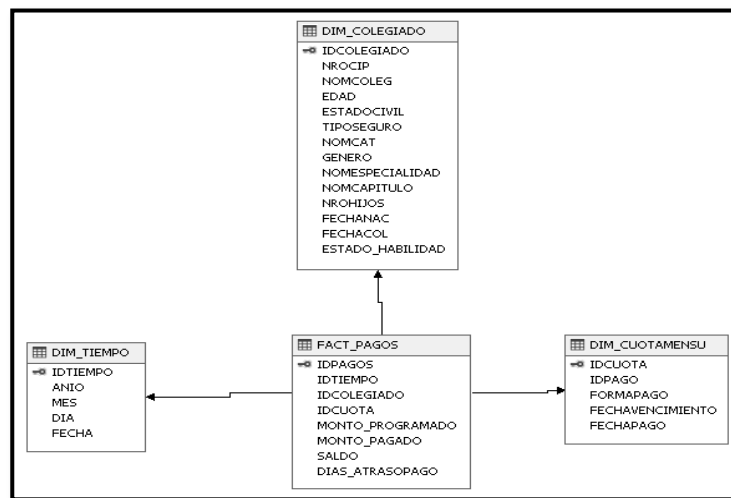 DIM_COLEGIADO
IDCOLEGIADO
NROCIP
NOMCOLEG
EDAD
ESTADOCIVIL
TIPOSEGURO
NOMCAT
GENERO
NOMESPECIALIDAD
NOMCAPITULO
NROHIJOS
FECHANAC
FECHACOL
ESTADO_HABILIDAD
DIM_TIEMPO
IDTIEMPO
ANIO
MES
DIA
FECHA
FACT_PAGOS
IDPAGOS
IDTIEMPO
IDCOLEGIADO
IDCUOTA
MONTO_PROGRAMADO
MONTO_PAGADO
SALDO
DIAS_ATRASOPAGO
DIM_CUOTAMENSU
IDCUOTA
IDPAGO
FORMAPAGO
FECHAVENCIMIENTO
FECHAPAGO